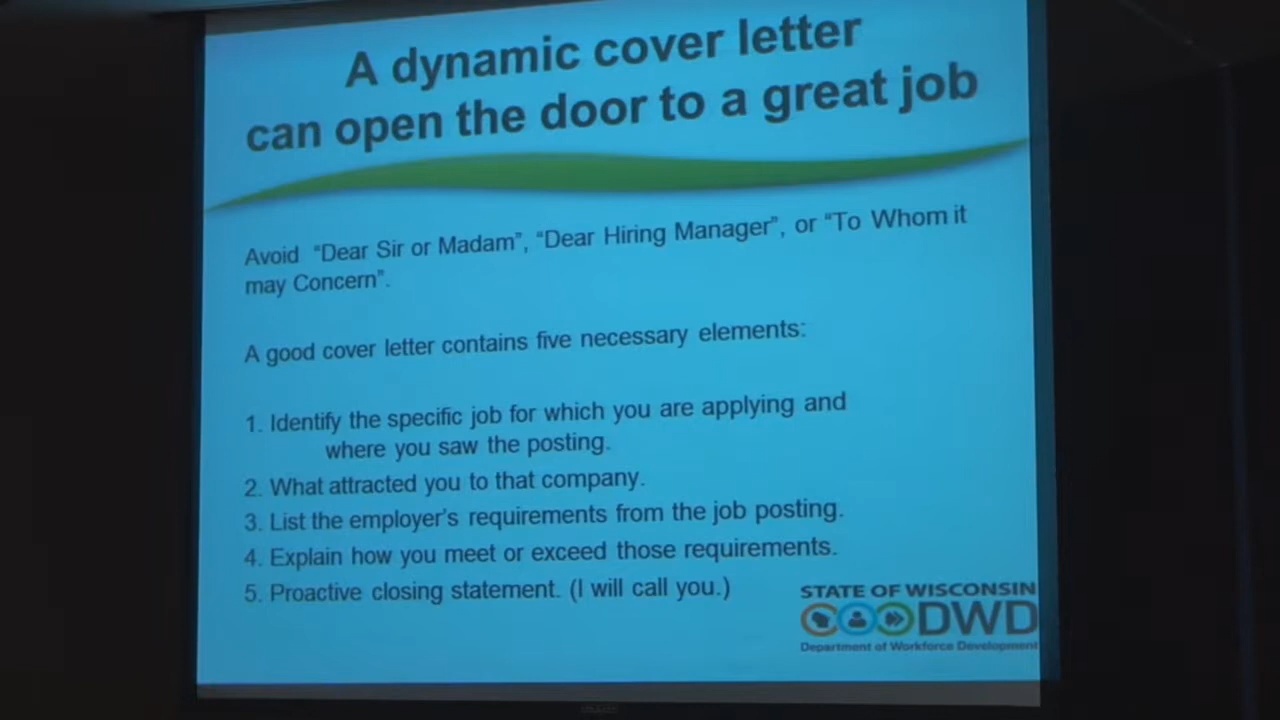 A dynamic cover letter
can open the door to a great job
Avoid “Dear Sir or Madam”, “Dear Hiring Manager”, or “To Whom it
may Concern”.
A good cover letter contains five necessary elements:
1. Identify the specific job for which you are applying and
where you saw the posting.
2. What attracted you to that company.
3. List the employer's requirements from the job posting.
4. Explain how you meet or exceed those requirements.
5. Proactive closing statement. (I will call you.)
STATE OF WISCONSIN
DWD
Department of Workforce Development